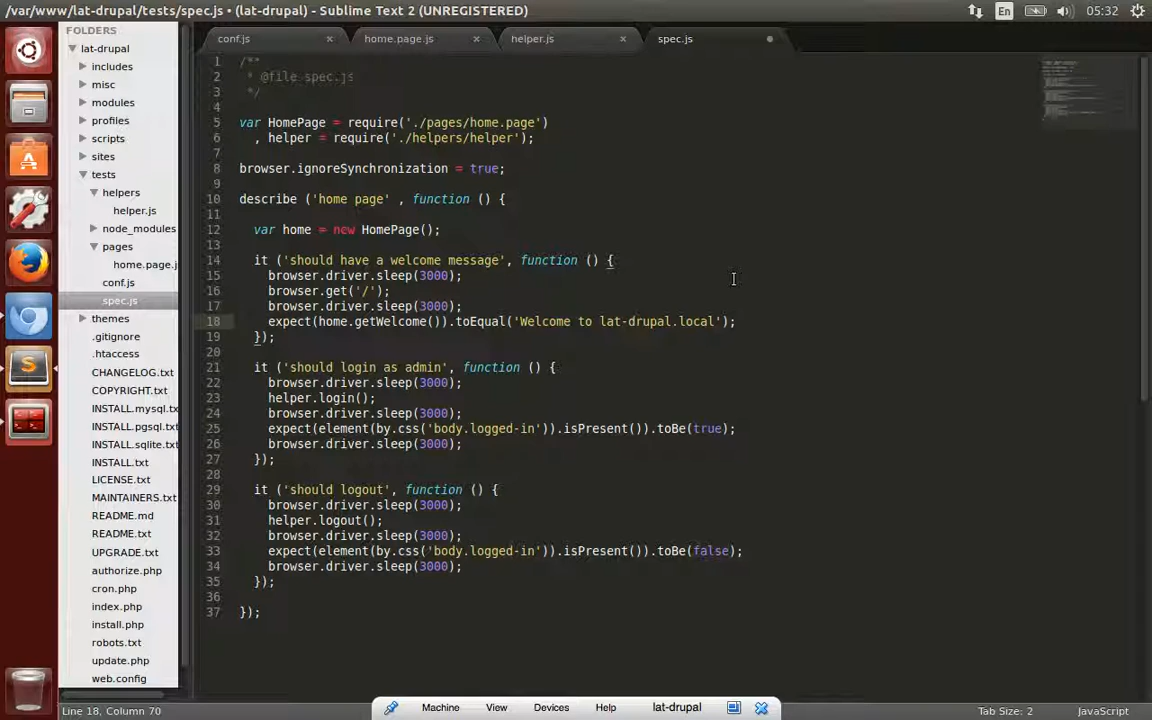 /var/www/lat-drupal/tests/spec.js • (lat-drupal) - Sublime Text 2 (UNREGISTERED)
En
05:32
FOLDERS
lat-drupal
includes
misc
modules
profiles
scripts
sites
tests
helpers
helper.js
node_modules
pages
home.page.j
conf.js
spec.js
themes
.gitignore
.htaccess
CHANGELOG.txt
COPYRIGHT.txt
INSTALL.mysql.tx
INSTALL.pgsql.tx
INSTALL.sqlite.txt
INSTALL.txt
LICENSE.txt
MAINTAINERS.txt
README.md
README.txt
UPGRADE.txt
authorize.php
cron.php
index.php
install.php
robots.txt
update.php
web.config
conf.js
home.page.js
helper.js
spec.js
1 /**
2 * @file spec.js
3 */
4
5 var HomePage = require('./pages/home.page')
6 , helper = require('./helpers/helper');
7
8 browser.ignoreSynchronization = true;
9
10 describe ('home page' , function () {
11
12 var home = new HomePage();
13
14 it ('should have a welcome message', function () {
15 browser.driver.sleep(3000);
16 browser.get('/');
17 browser.driver.sleep(3000);
18 expect(home.getWelcome()).toEqual('Welcome to lat-drupal.local');
19 });
20
21 it ('should login as admin', function () {
22 browser.driver.sleep(3000);
23 helper.login();
24 browser.driver.sleep(3000);
25 expect(element(by.css('body.logged-in')).isPresent()).toBe(true);
26 browser.driver.sleep(3000);
27 });
28
29 it ('should logout', function () {
30 browser.driver.sleep(3000);
31 helper.logout();
32 browser.driver.sleep(3000);
33 expect(element(by.css('body.logged-in')).isPresent()).toBe(false);
34 browser.driver.sleep(3000);
35 });
36
37 });
Machine View Devices Help lat-drupal
Line 18, Column 70
Tab Size: 2
JavaScript